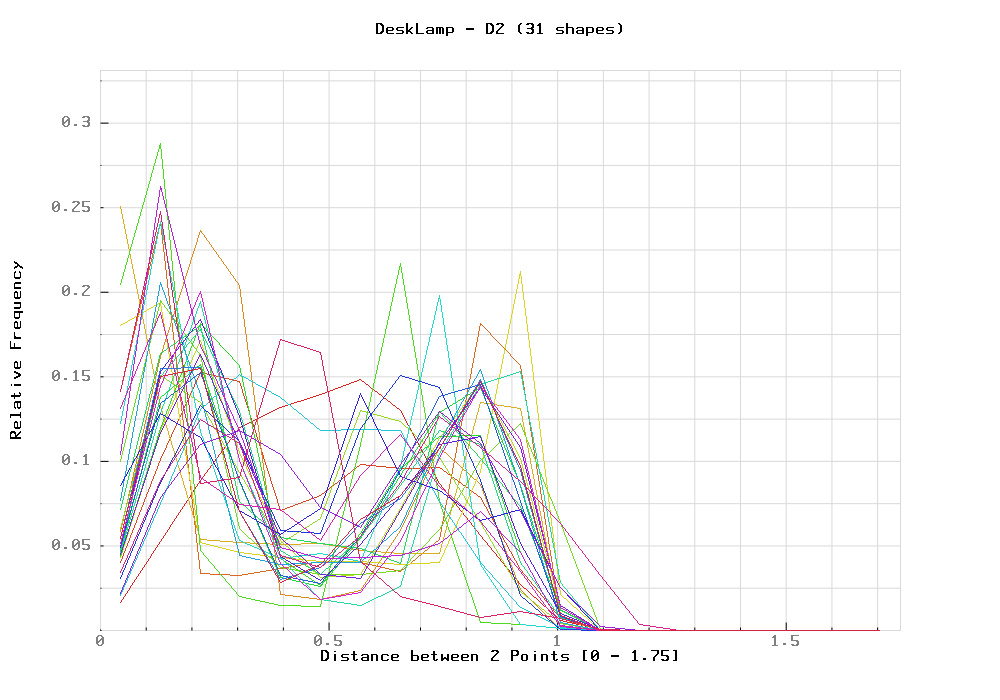 DeskLamp - D2 (31 shapes)
0.3
0.25
0.2
0.15
0.1
0.05
Relative Frequency
0 0.5 1 1.5
Distance between 2 Points [0 - 1.75]